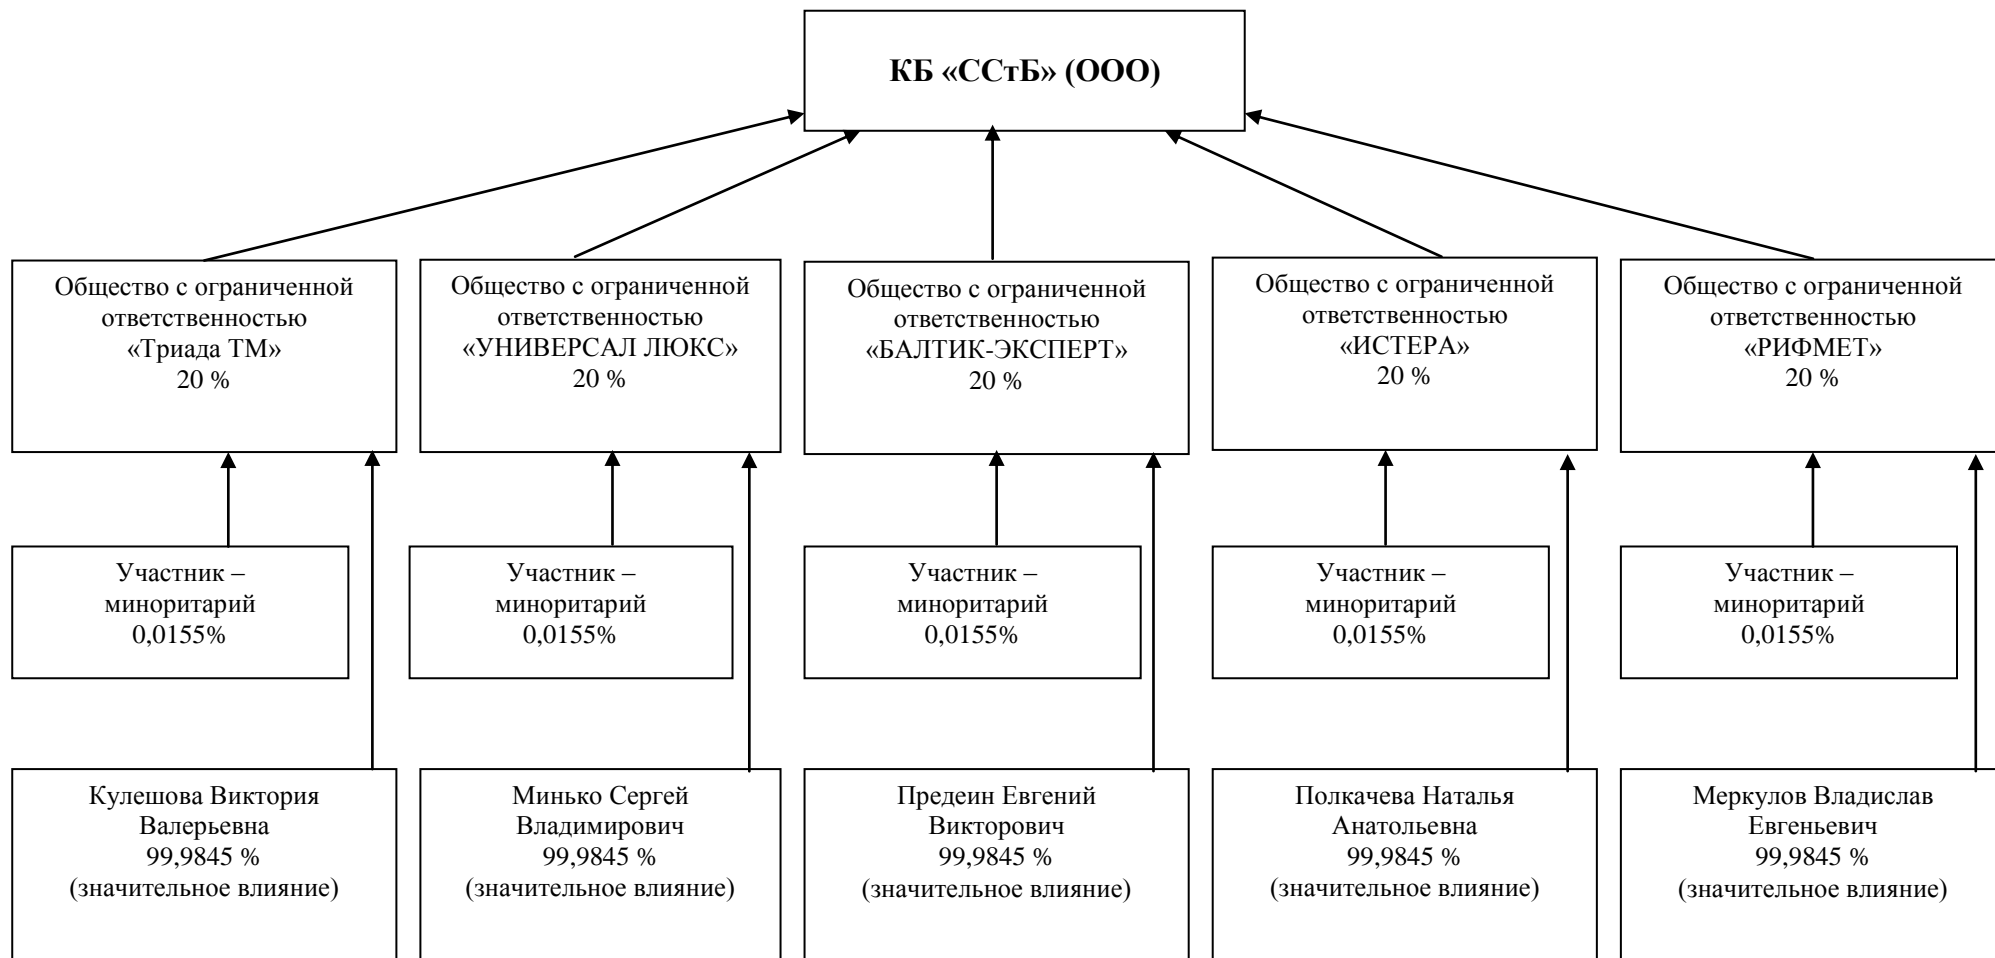 КБ «ССтБ» (ООО)
Общество с ограниченной
ответственностью
«Триада ТМ»
20 %
Общество с ограниченной
ответственностью
«УНИВЕРСАЛ ЛЮКС»
20 %
Общество с ограниченной
ответственностью
«БАЛТИК-ЭКСПЕРТ»
20 %
Общество с ограниченной
ответственностью
«ИСТЕРА»
20 %
Общество с ограниченной
ответственностью
«РИФМЕТ»
20 %
Участник –
миноритарий
0,0155%
Участник –
миноритарий
0,0155%
Участник –
миноритарий
0,0155%
Участник –
миноритарий
0,0155%
Участник –
миноритарий
0,0155%
Кулешова Виктория
Валерьевна
99,9845 %
(значительное влияние)
Минько Сергей
Владимирович
99,9845 %
(значительное влияние)
Предеин Евгений
Викторович
99,9845 %
(значительное влияние)
Полкачева Наталья
Анатольевна
99,9845 %
(значительное влияние)
Меркулов Владислав
Евгеньевич
99,9845 %
(значительное влияние)